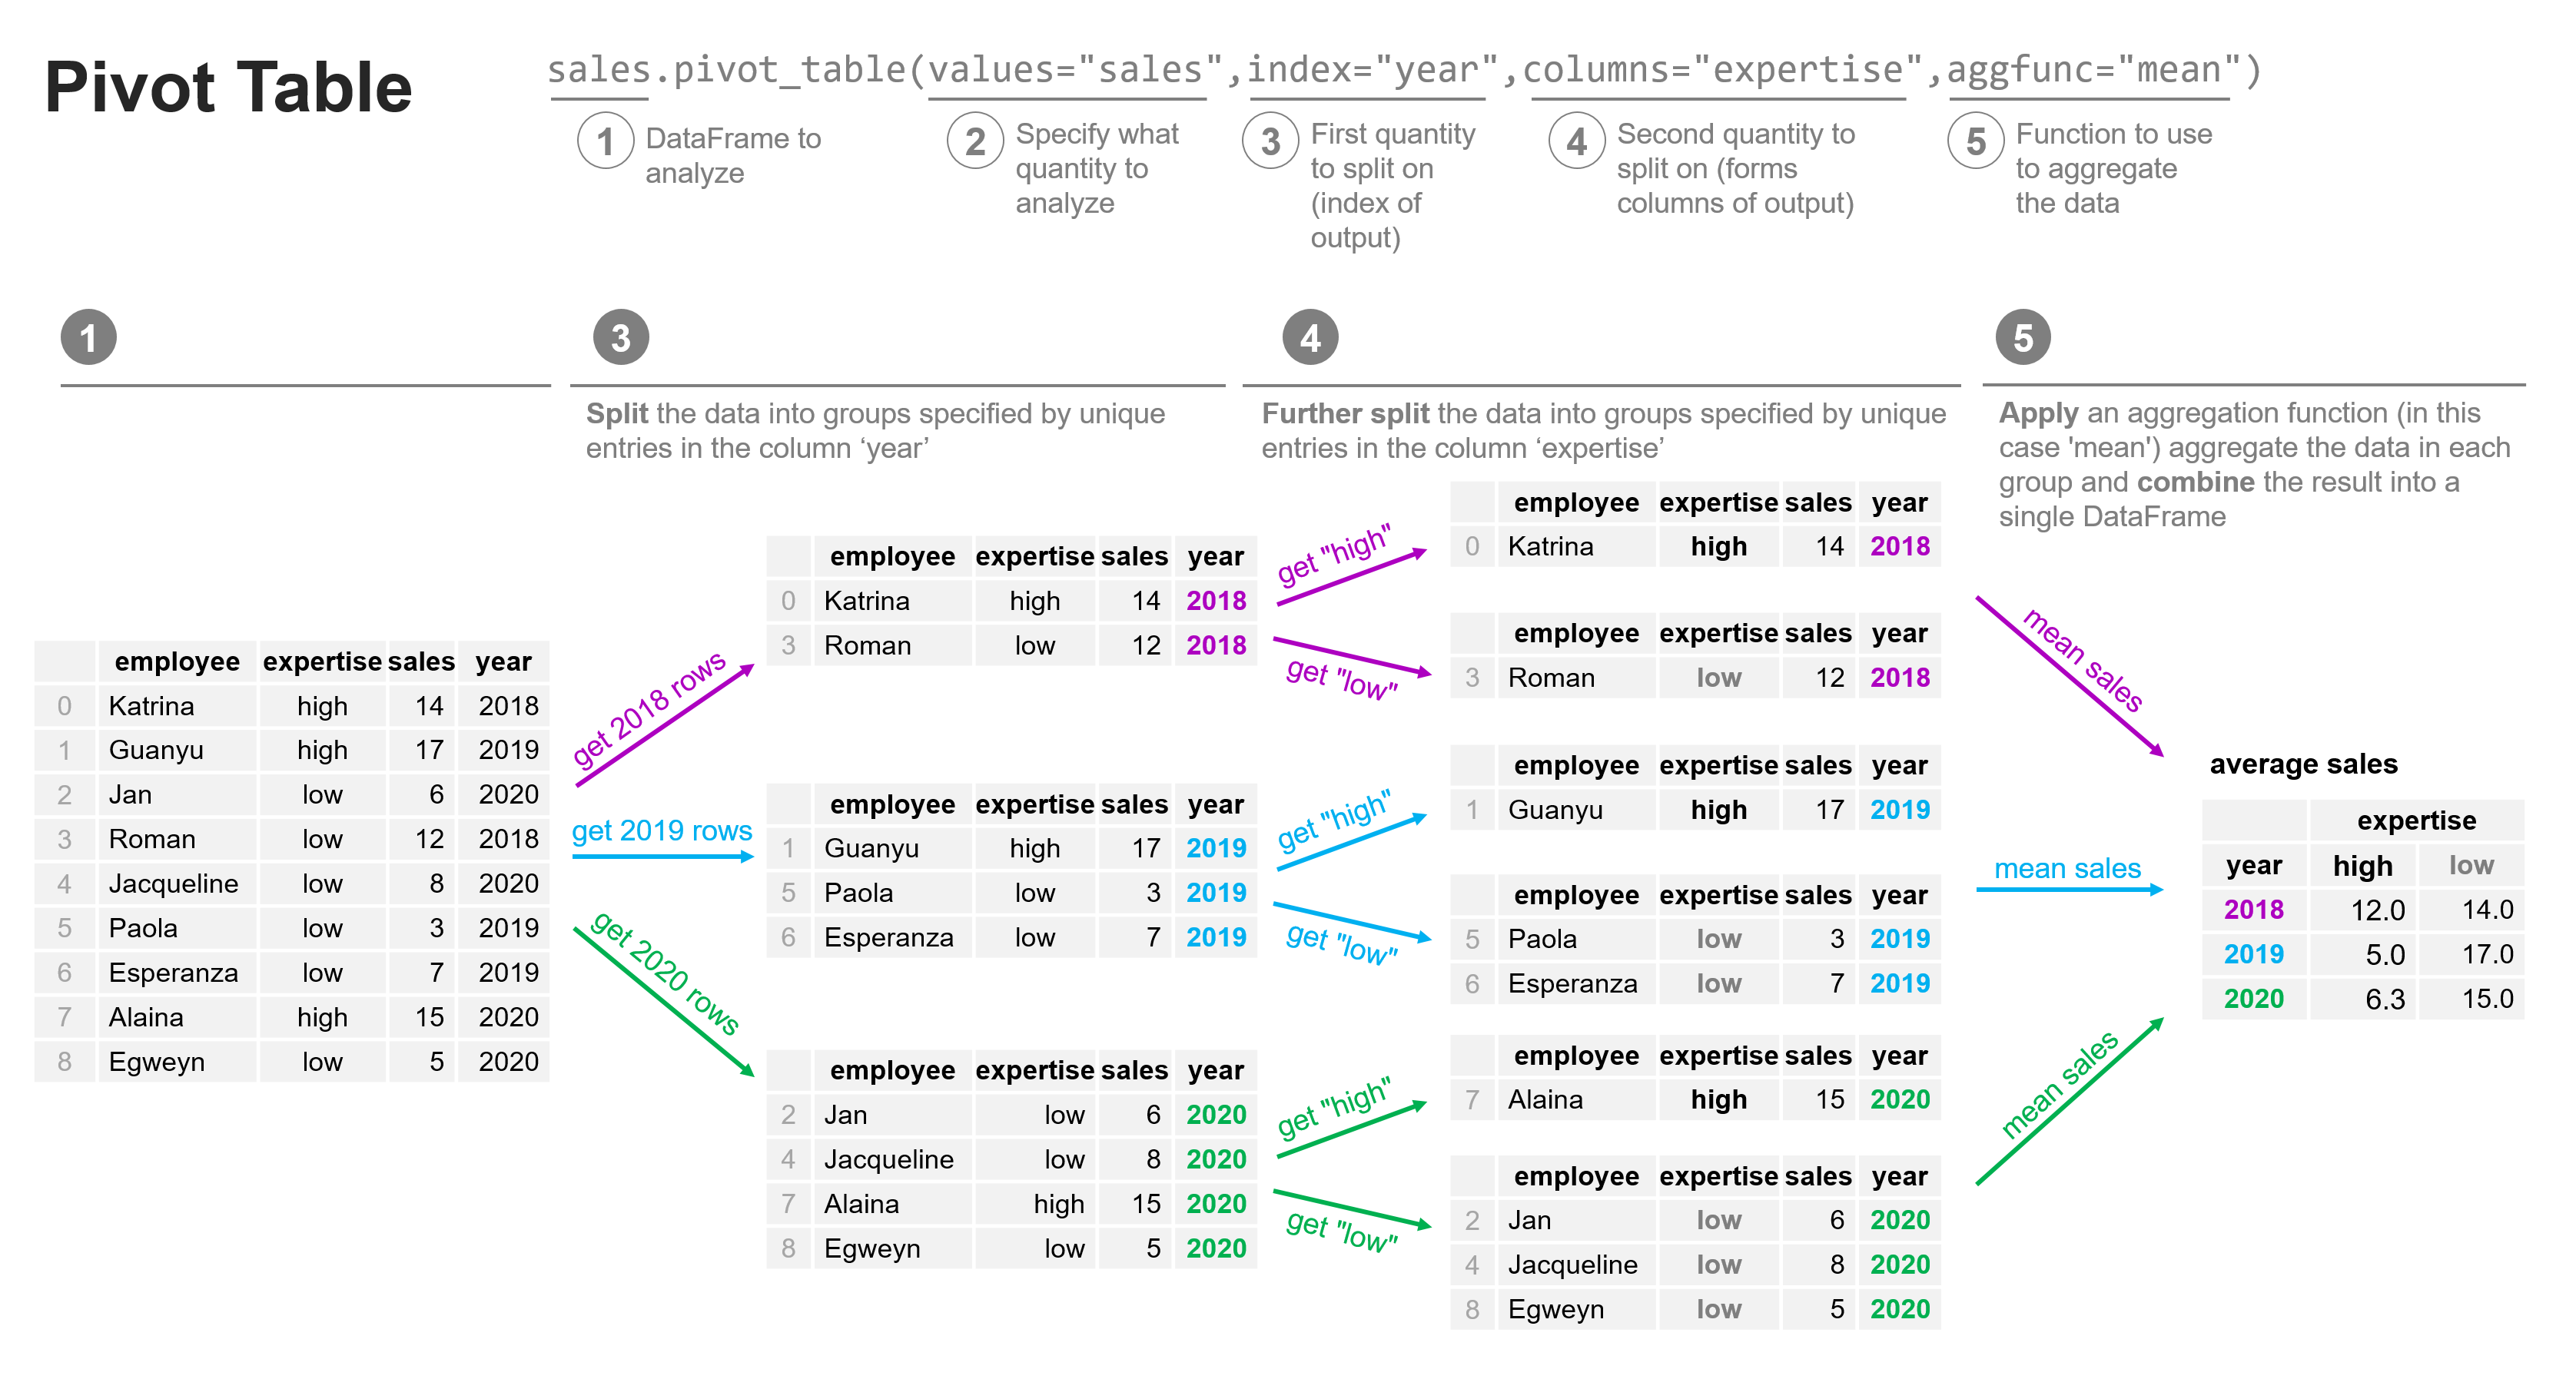 Pivot Table
sales.pivot_table(values="sales",index="year",columns="expertise",aggfunc="mean")
1 DataFrame to
analyze
2 Specify what
quantity to
analyze
3 First quantity
to split on
(index of
output)
4 Second quantity to
split on (forms
columns of output)
5 Function to use
to aggregate
the data
1
employee expertise sales year
0 Katrina high 14 2018
1 Guanyu high 17 2019
2 Jan low 6 2020
3 Roman low 12 2018
4 Jacqueline low 8 2020
5 Paola low 3 2019
6 Esperanza low 7 2019
7 Alaina high 15 2020
8 Egweyn low 5 2020
3
Split the data into groups specified by unique
entries in the column ‘year’
get 2018 rows
get 2019 rows
get 2020 rows
employee expertise sales year
0 Katrina high 14 2018
3 Roman low 12 2018
employee expertise sales year
1 Guanyu high 17 2019
5 Paola low 3 2019
6 Esperanza low 7 2019
employee expertise sales year
2 Jan low 6 2020
4 Jacqueline low 8 2020
7 Alaina high 15 2020
8 Egweyn low 5 2020
4
Further split the data into groups specified by unique
entries in the column ‘expertise’
get "high"
get "low"
get "high"
get "low"
get "high"
get "low"
employee expertise sales year
0 Katrina high 14 2018
employee expertise sales year
3 Roman low 12 2018
employee expertise sales year
1 Guanyu high 17 2019
employee expertise sales year
5 Paola low 3 2019
6 Esperanza low 7 2019
employee expertise sales year
7 Alaina high 15 2020
employee expertise sales year
2 Jan low 6 2020
4 Jacqueline low 8 2020
8 Egweyn low 5 2020
5
Apply an aggregation function (in this
case 'mean') aggregate the data in each
group and combine the result into a
single DataFrame
mean sales
mean sales
mean sales
average sales
expertise
year high low
2018 12.0 14.0
2019 5.0 17.0
2020 6.3 15.0